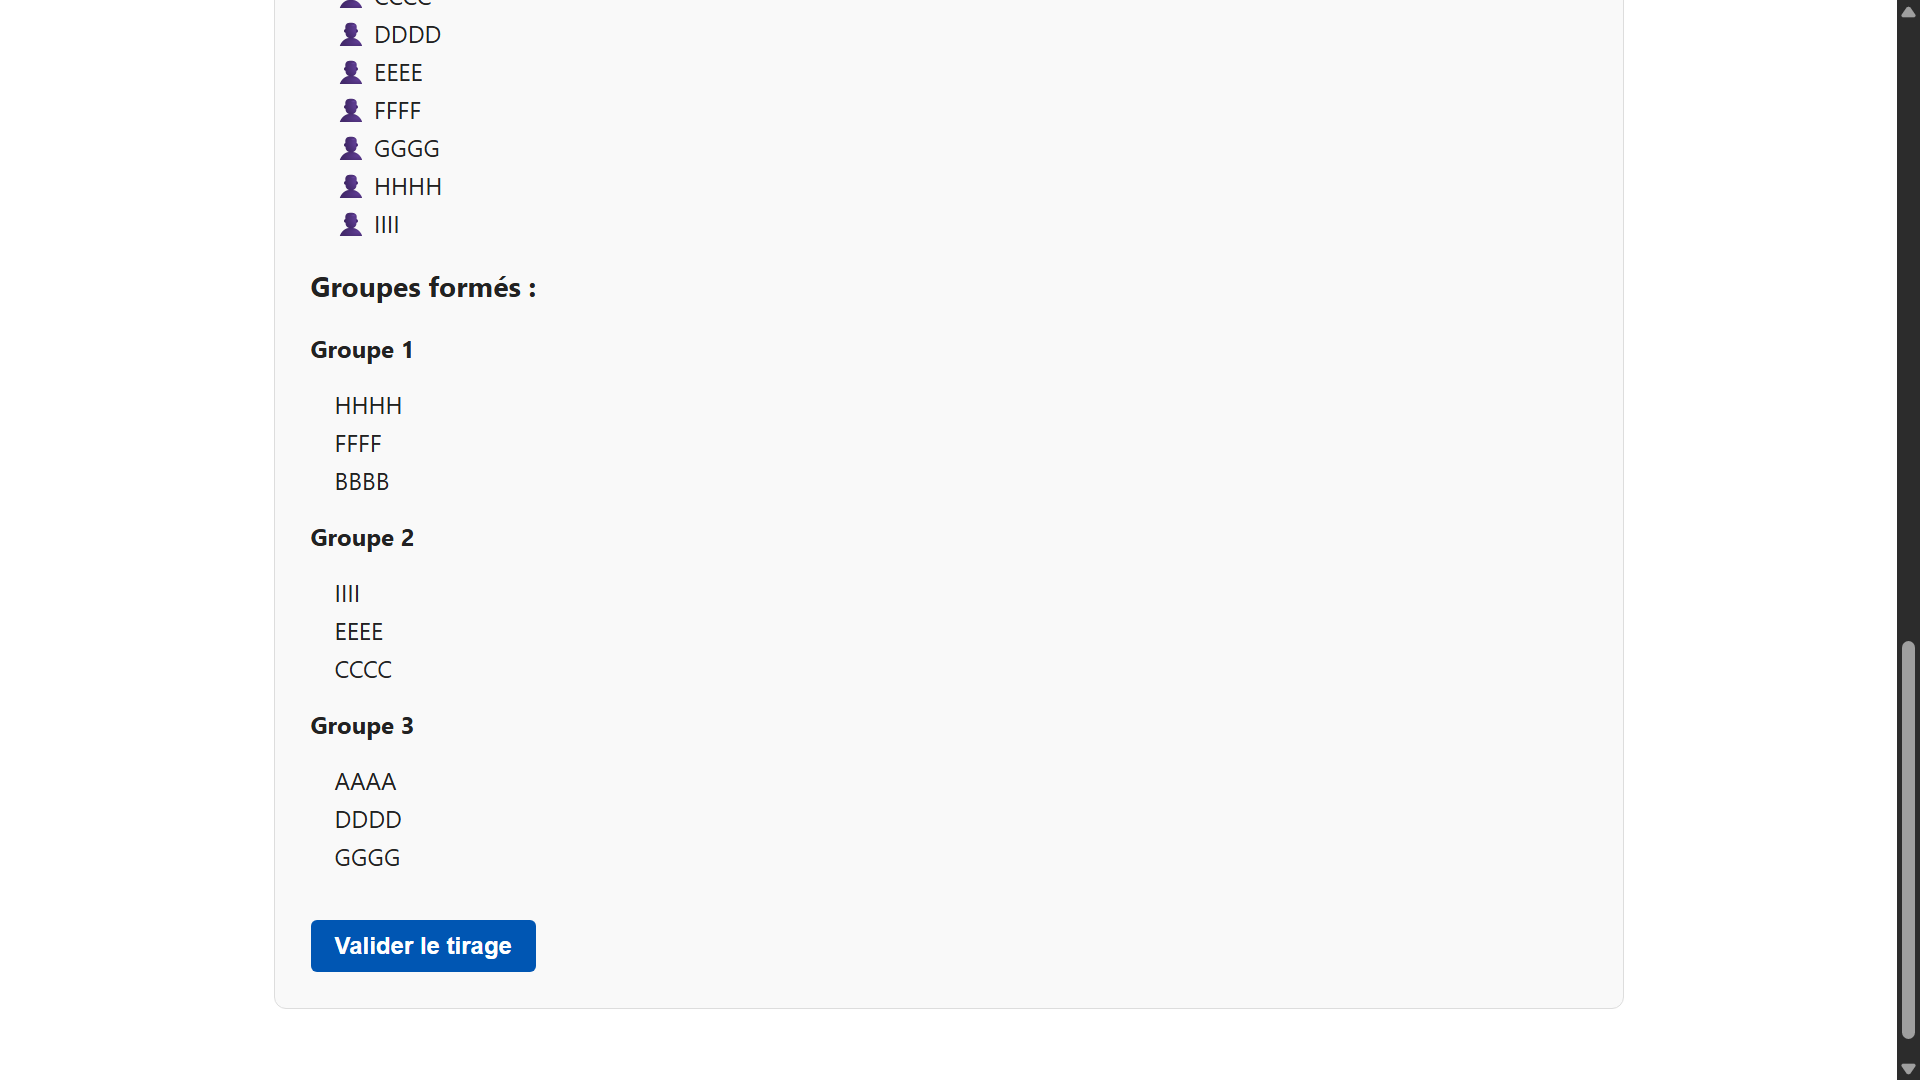 CCCC
DDDD
EEEE
FFFF
GGGG
HHHH
IIII
Groupes formés :
Groupe 1
HHHH
FFFF
BBBB
Groupe 2
IIII
EEEE
CCCC
Groupe 3
AAAA
DDDD
GGGG
Valider le tirage